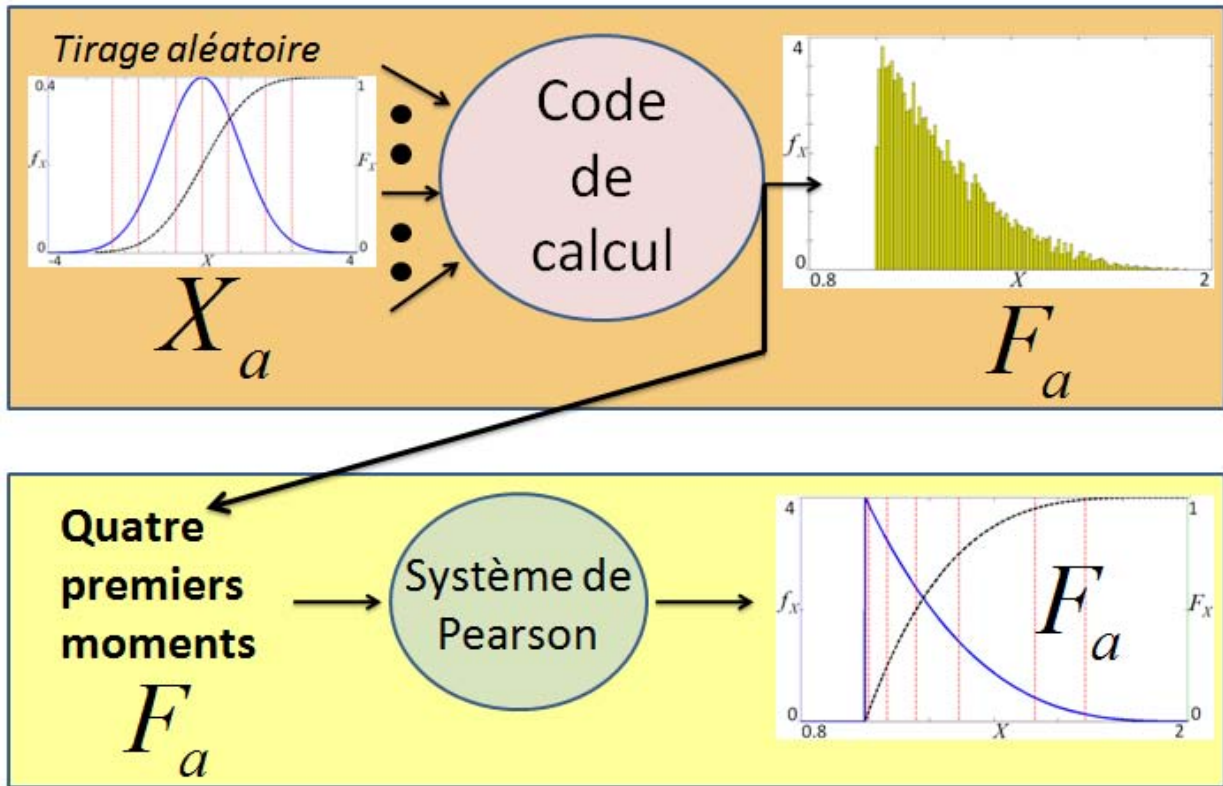 Tirage aléatoire
0.4
1
f_X
F_X
0
0
-4
X
4
X_a
Code
de
calcul
4
f_X
0
0.8
X
2
F_a
Quatre
premiers
moments
F_a
Système de
Pearson
4
1
f_X
F_X
F_a
0
0
0.8
X
2